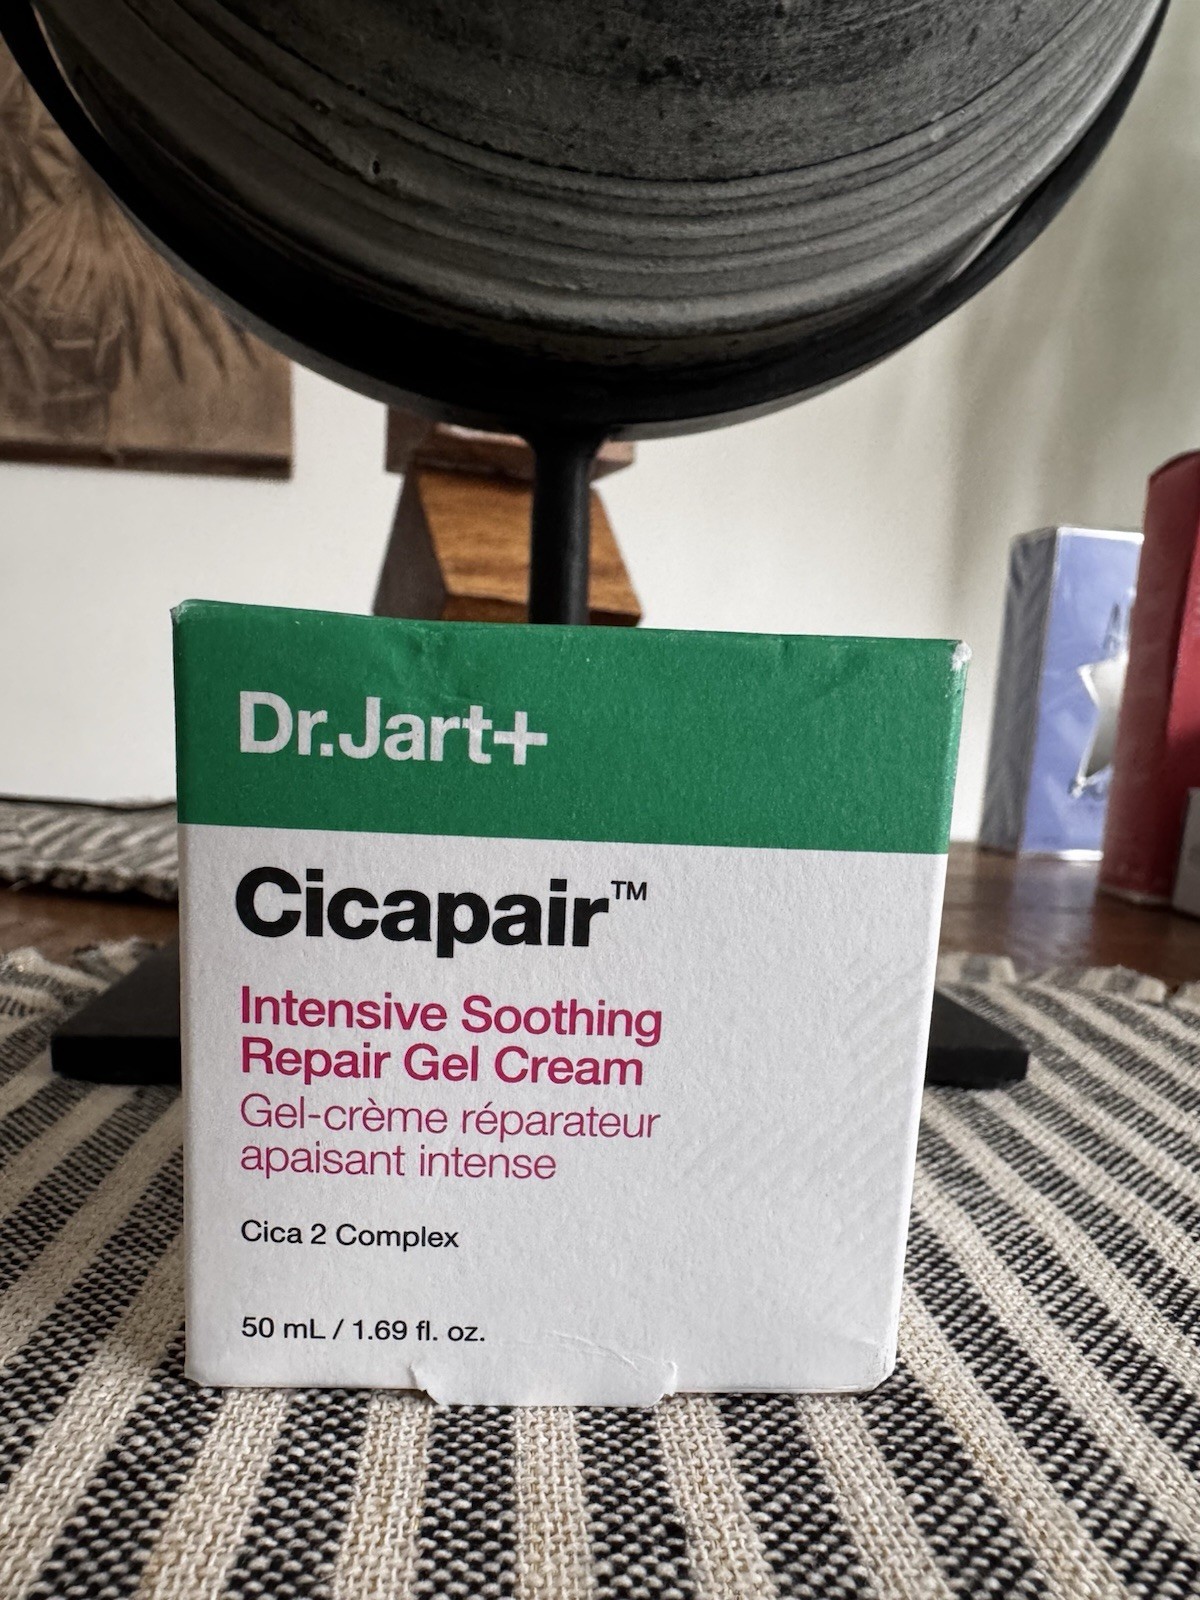 Dr.Jart+
Cicapair™
Intensive Soothing
Repair Gel Cream
Gel-crème réparateur
apaisant intense
Cica 2 Complex
50 mL / 1.69 fl. oz.